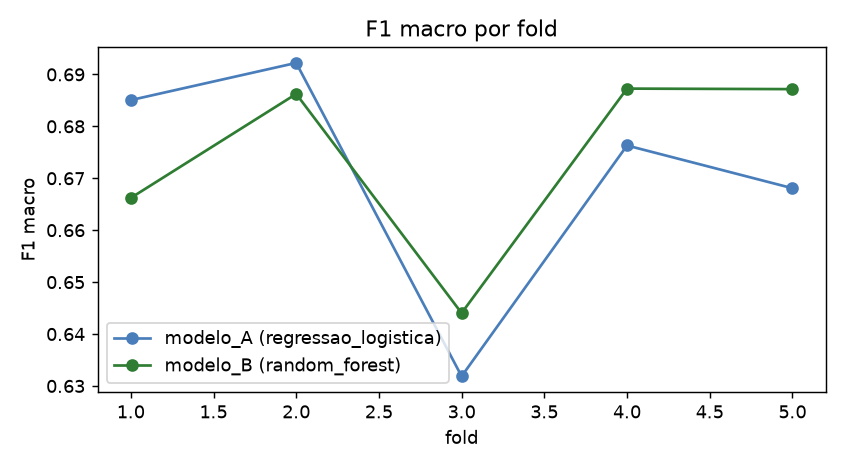 F1 macro por fold
F1 macro
0.69
0.68
0.67
0.66
0.65
0.64
0.63
modelo_A (regressao_logistica)
modelo_B (random_forest)
1.0 1.5 2.0 2.5 3.0 3.5 4.0 4.5 5.0
fold